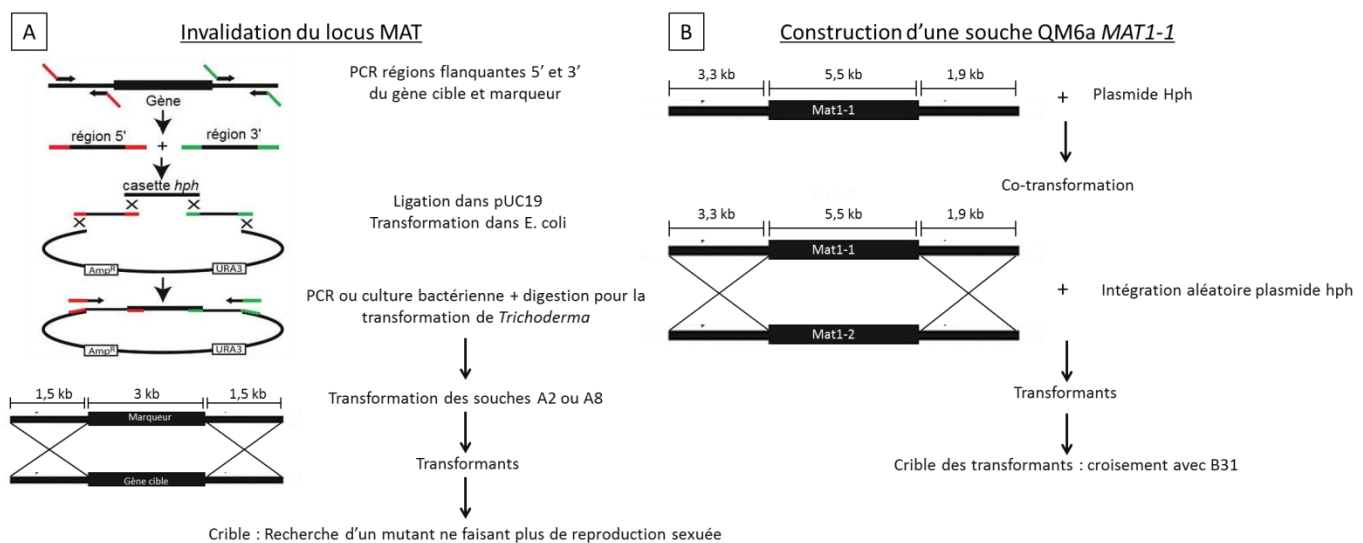 A
Invalidation du locus MAT
PCR régions flanquantes 5’ et 3’
du gène cible et marqueur
Gène
région 5'
+
région 3'
casette hph
Ligation dans pUC19
Transformation dans E. coli
AmpR
URA3
PCR ou culture bactérienne + digestion pour la
transformation de Trichoderma
AmpR
URA3
1,5 kb
3 kb
1,5 kb
Marqueur
Gène cible
Transformation des souches A2 ou A8
Transformants
Crible : Recherche d’un mutant ne faisant plus de reproduction sexuée
B
Construction d’une souche QM6a MAT1-1
3,3 kb
5,5 kb
1,9 kb
Mat1-1
+
Plasmide Hph
Co-transformation
3,3 kb
5,5 kb
1,9 kb
Mat1-1
+
Intégration aléatoire plasmide hph
Mat1-2
Transformants
Crible des transformants : croisement avec B31